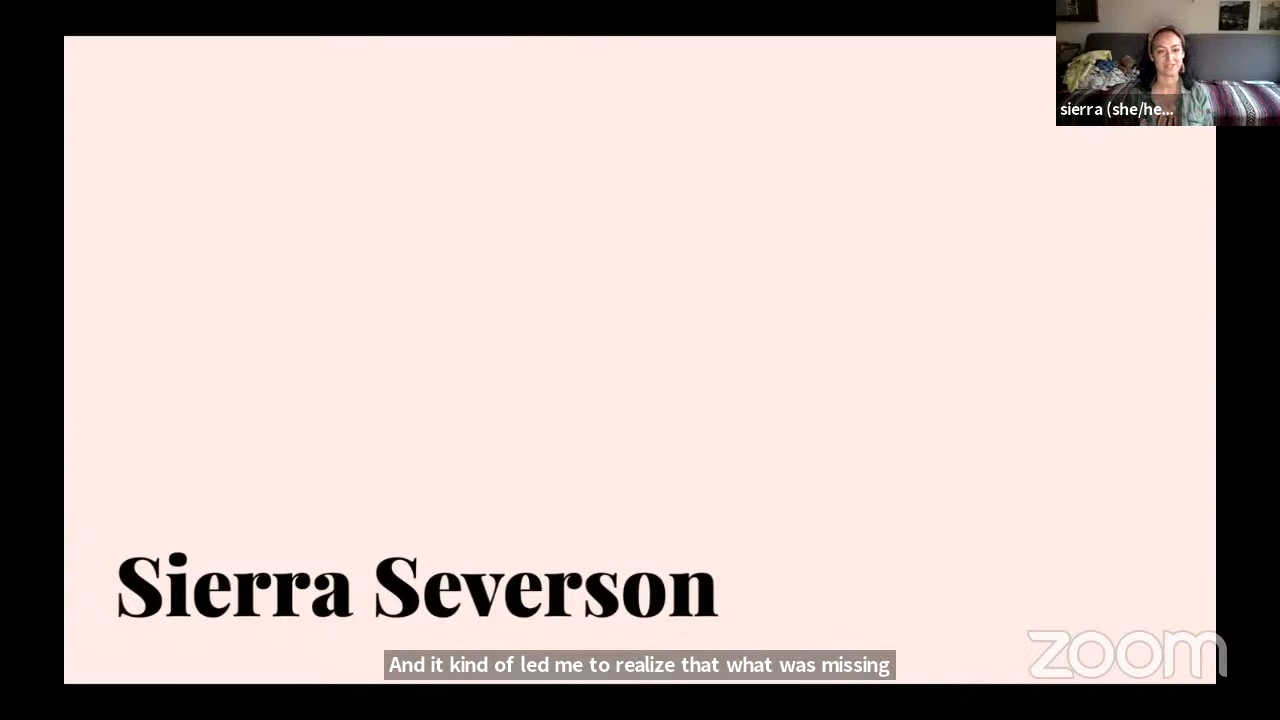 sierra (she/he...
Sierra Severson
And it kind of led me to realize that what was missing
zoom